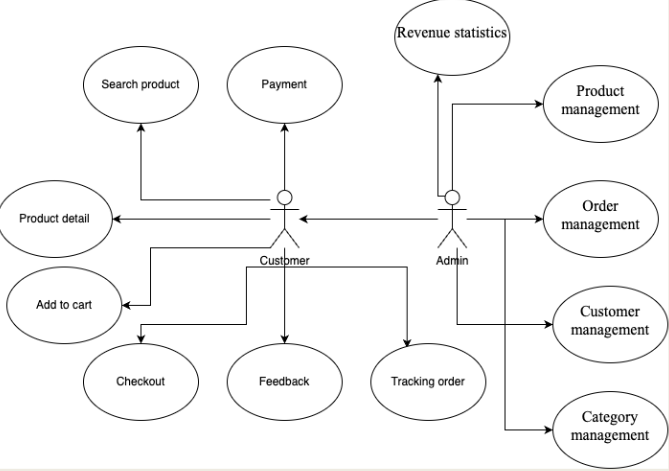 Revenue statistics
Search product
Payment
Product
management
Product detail
Order
management
Customer
Admin
Add to cart
Customer
management
Checkout
Feedback
Tracking order
Category
management